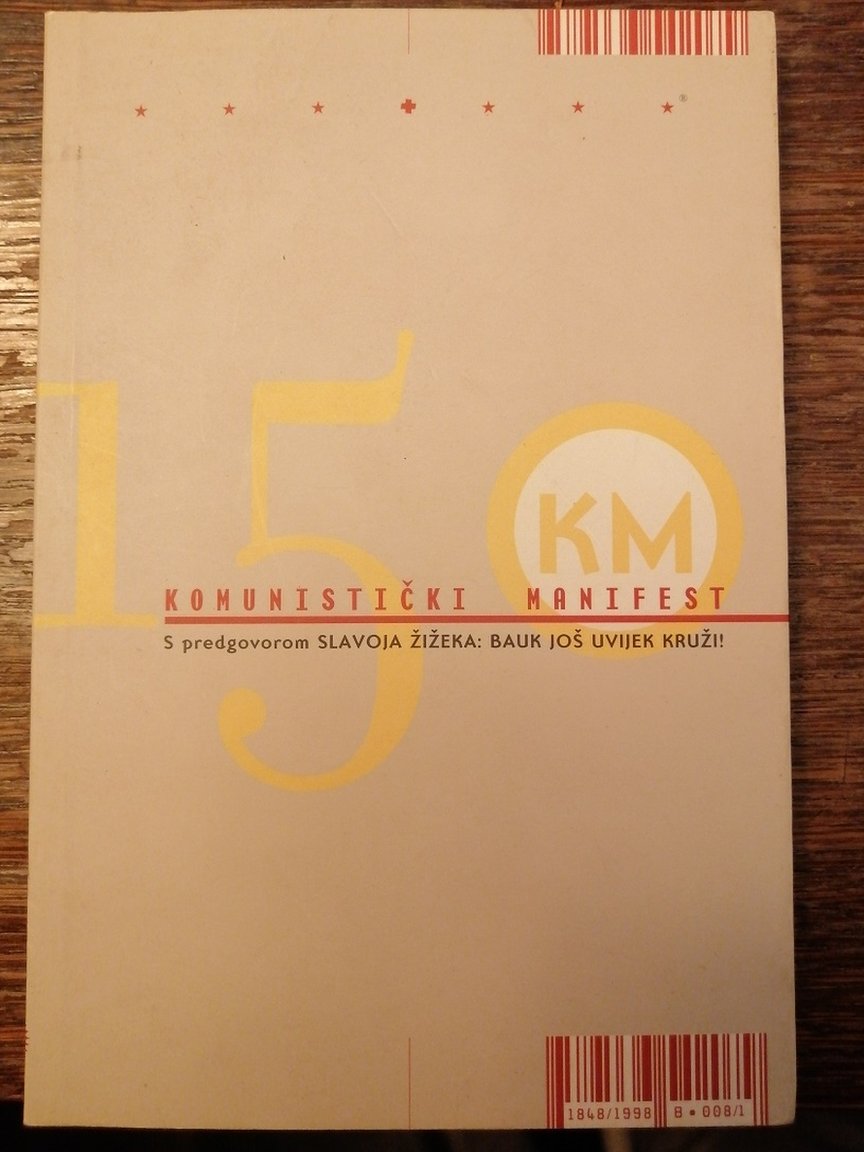 ®
150
KM
KOMUNISTIČKI MANIFEST
S predgovorom SLAVOJA ŽIŽEKA: BAUK JOŠ UVIJEK KRUŽI!
1848/1998 B•008/1